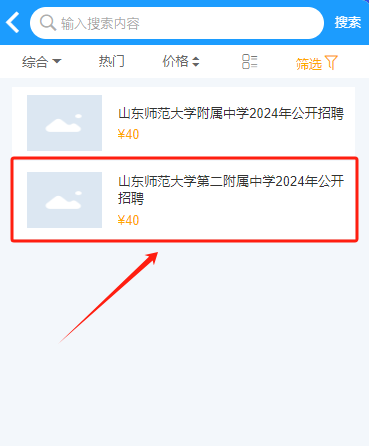 输入搜索内容
搜索
综合
热门
价格
筛选
山东师范大学附属中学2024年公开招聘
¥40
山东师范大学第二附属中学2024年公开
招聘
¥40